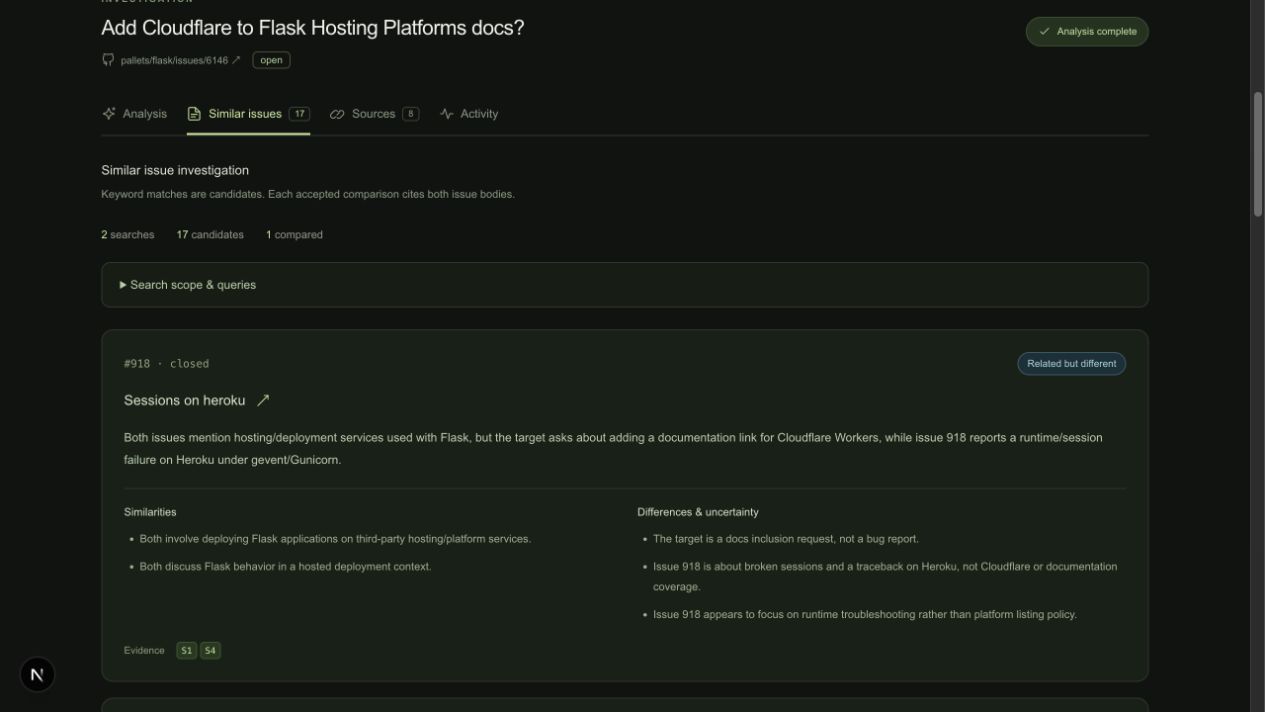 INVESTIGATION
Add Cloudflare to Flask Hosting Platforms docs?
Analysis complete
pallets/flask/issues/6146 ↗ open
Analysis Similar issues 17 Sources 8 Activity
Similar issue investigation
Keyword matches are candidates. Each accepted comparison cites both issue bodies.
2 searches 17 candidates 1 compared
Search scope & queries
#918 · closed
Related but different
Sessions on heroku ↗
Both issues mention hosting/deployment services used with Flask, but the target asks about adding a documentation link for Cloudflare Workers, while issue 918 reports a runtime/session
failure on Heroku under gevent/Gunicorn.
Similarities
• Both involve deploying Flask applications on third-party hosting/platform services.
• Both discuss Flask behavior in a hosted deployment context.
Differences & uncertainty
• The target is a docs inclusion request, not a bug report.
• Issue 918 is about broken sessions and a traceback on Heroku, not Cloudflare or documentation
coverage.
• Issue 918 appears to focus on runtime troubleshooting rather than platform listing policy.
Evidence S1 S4
N